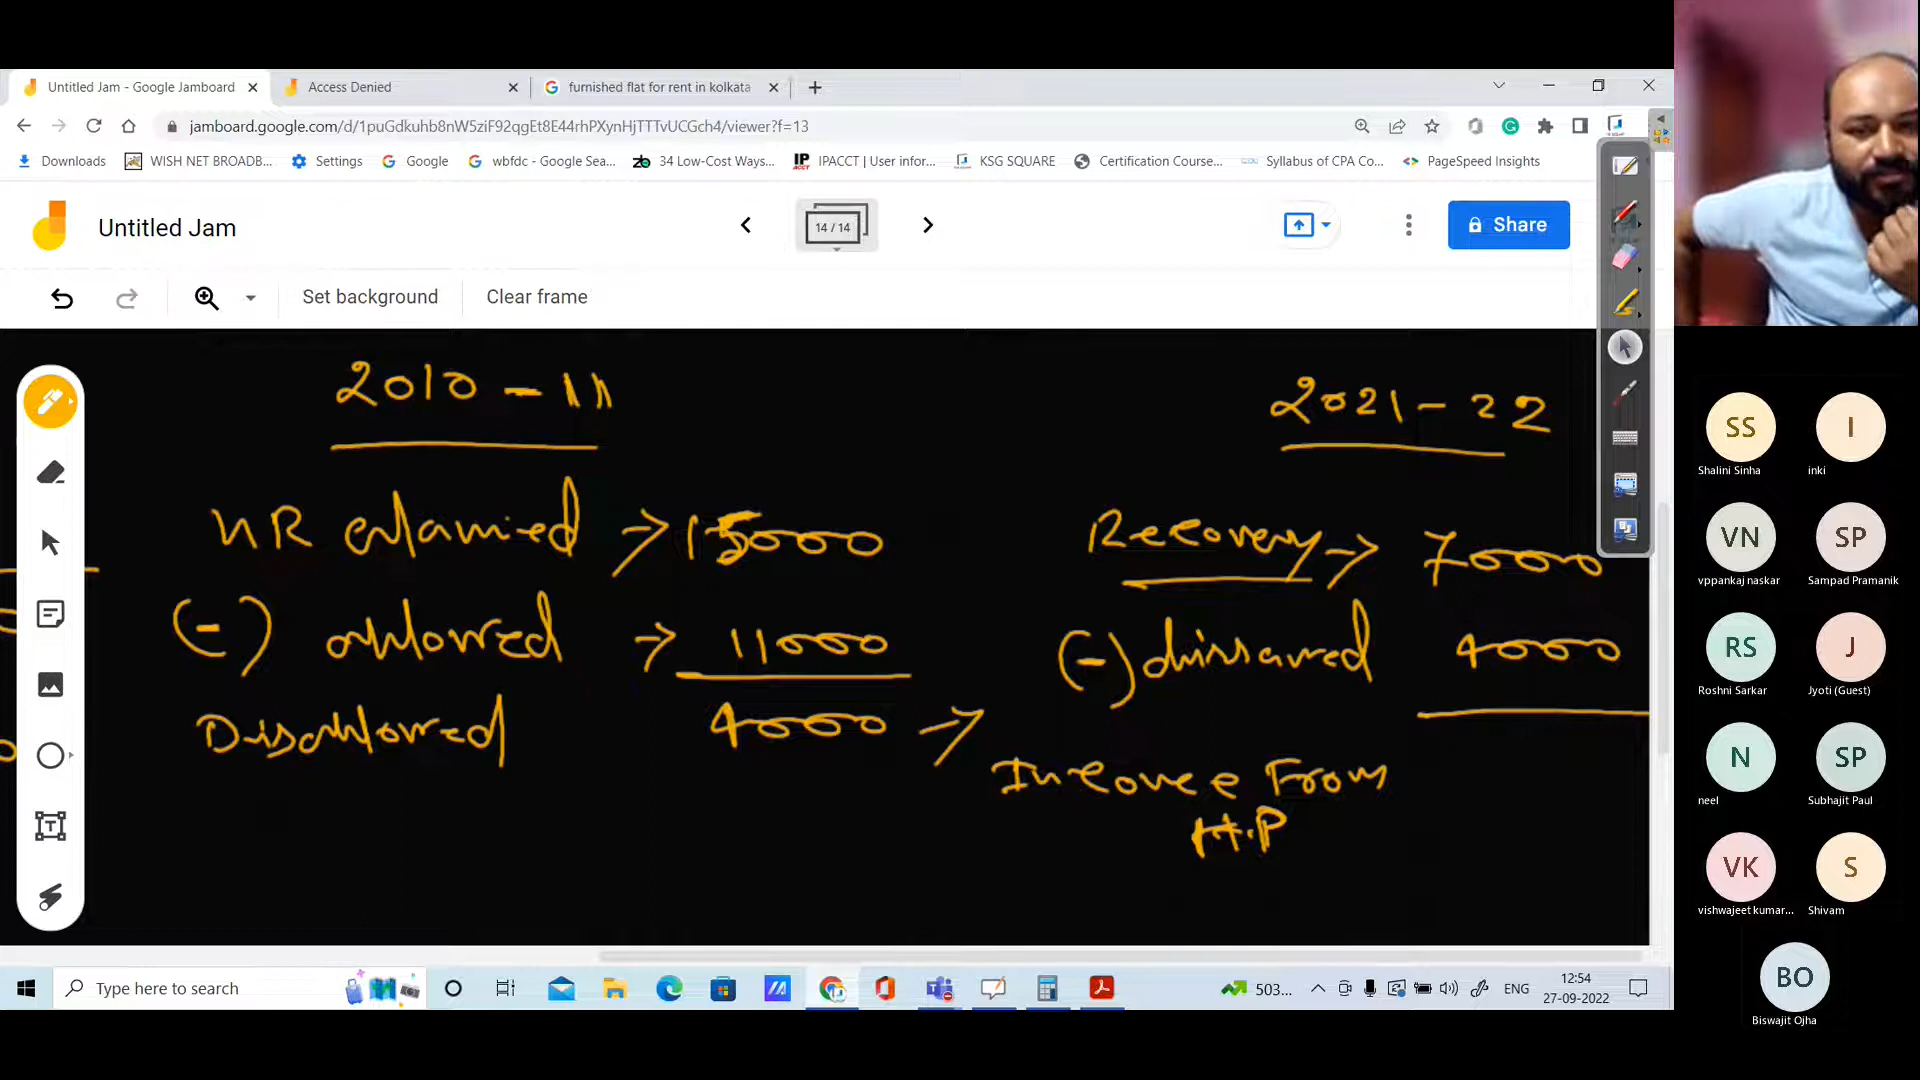 Untitled Jam - Google Jamboard
Access Denied
furnished flat for rent in kolkata
jamboard.google.com/d/1puGdkuhb8nW5ziF92qgEt8E44rhPXynHjTTTvUCGch4/viewer?f=13
Downloads
WISH NET BROADB...
Settings
Google
wbfdc - Google Sea...
34 Low-Cost Ways...
IPACCT | User infor...
KSG SQUARE
Certification Course...
Syllabus of CPA Co...
PageSpeed Insights
Untitled Jam
14 / 14
Share
Set background
Clear frame
2010 - 11
2021 - 22
UR claimed → 15000
Recovery → 7000
(-) allowed → 11000
(-) 4000
Disallowed 4000 →
Income From
H.P
SS
Shalini Sinha
I
inki
VN
vppankaj naskar
SP
Sampad Pramanik
RS
Roshni Sarkar
J
Jyoti (Guest)
N
neel
SP
Subhajit Paul
VK
vishwajeet kumar...
S
Shivam
BO
Biswajit Ojha
Type here to search
503...
ENG
12:54
27-09-2022